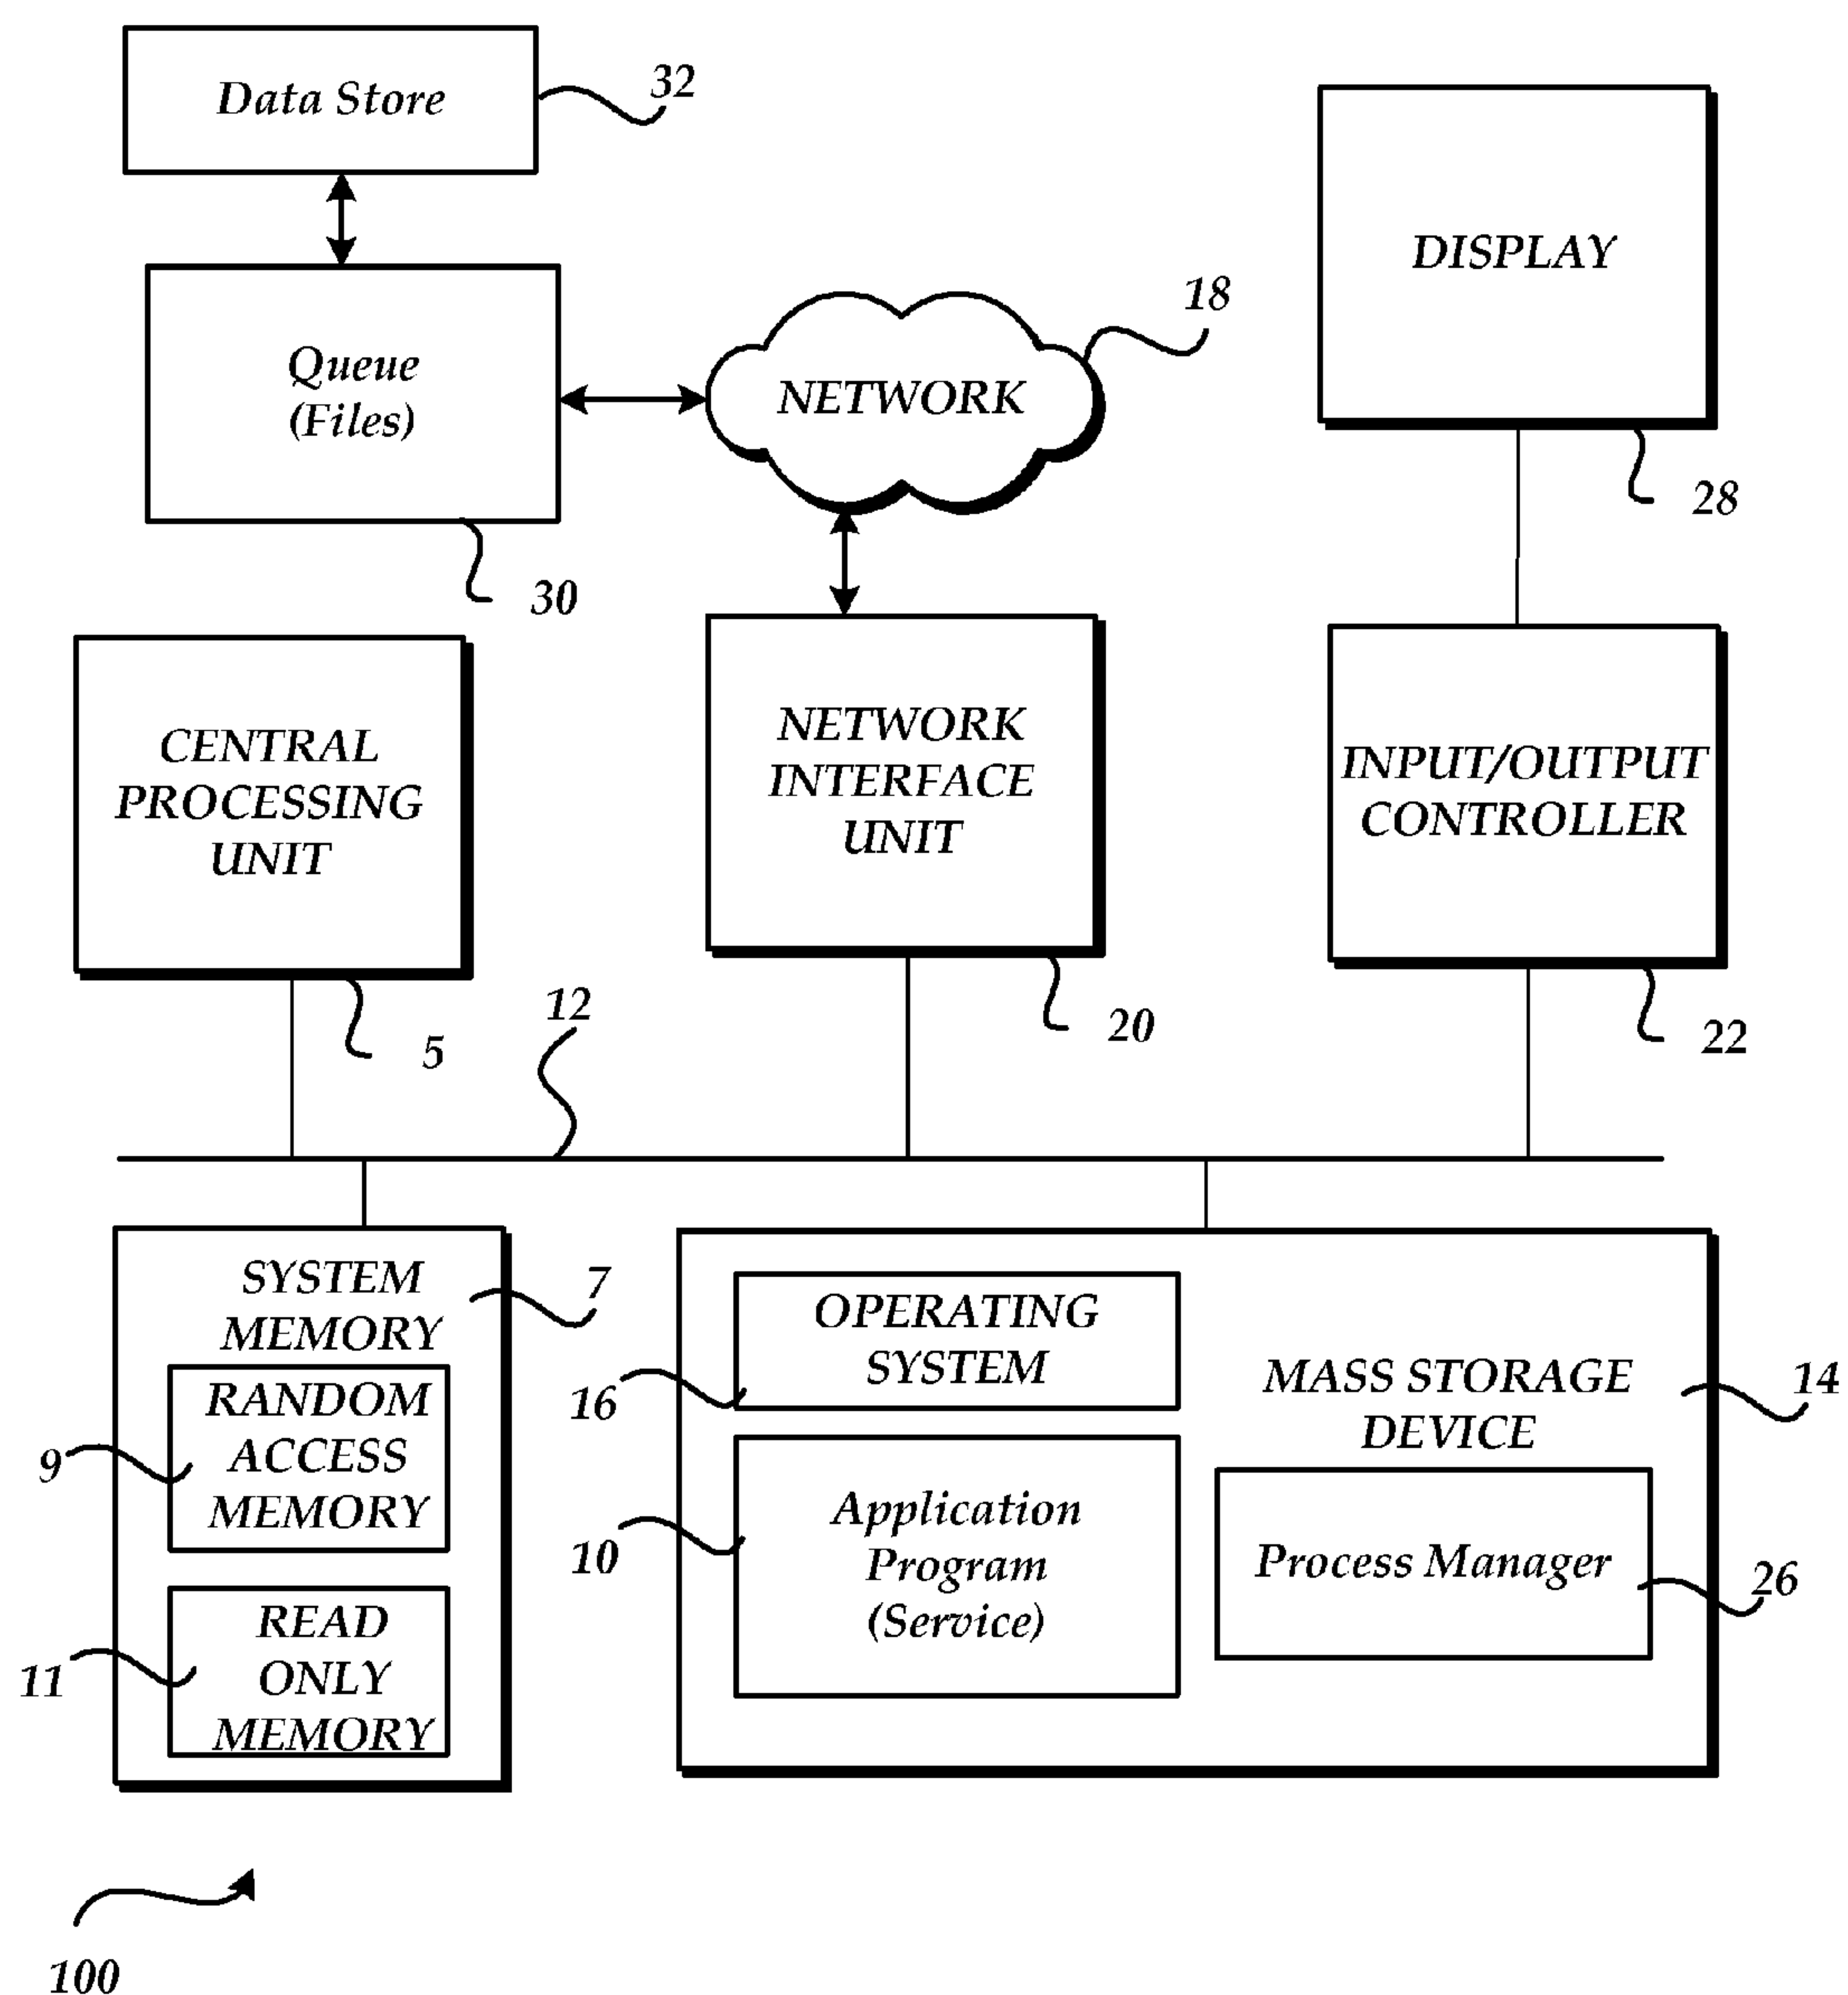 Data Store
32
DISPLAY
28
Queue
(Files)
30
NETWORK
18
CENTRAL
PROCESSING
UNIT
5
NETWORK
INTERFACE
UNIT
20
INPUT/OUTPUT
CONTROLLER
22
12
SYSTEM
MEMORY
7
RANDOM
ACCESS
MEMORY
9
READ
ONLY
MEMORY
11
OPERATING
SYSTEM
16
MASS STORAGE
DEVICE
14
Application
Program
(Service)
10
Process Manager
26
100